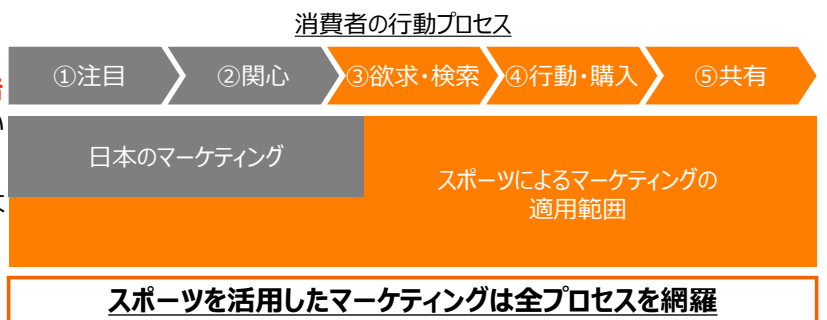 消費者の行動プロセス
①注目 ②関心 ③欲求・検索 ④行動・購入 ⑤共有
日本のマーケティング
スポーツによるマーケティングの
適用範囲
スポーツを活用したマーケティングは全プロセスを網羅